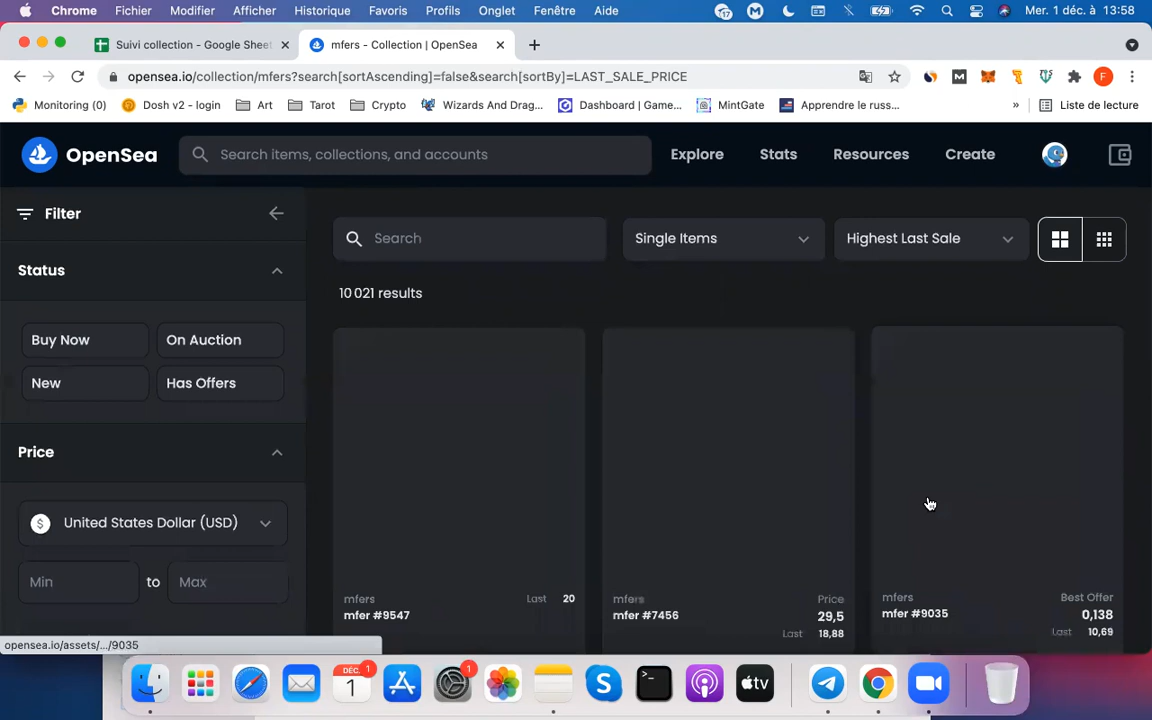 Chrome Fichier Modifier Afficher Historique Favoris Profils Onglet Fenêtre Aide 17 Mer. 1 déc. à 13:58
Suivi collection - Google Sheet mfers - Collection | OpenSea
opensea.io/collection/mfers?search[sortAscending]=false&search[sortBy]=LAST_SALE_PRICE F
Monitoring (0) Dosh v2 - login Art Tarot Crypto Wizards And Drag... Dashboard | Game... MintGate Apprendre le russ... » Liste de lecture
OpenSea Search items, collections, and accounts Explore Stats Resources Create
Filter Search Single Items Highest Last Sale
Status
10 021 results
Buy Now On Auction
New Has Offers
Price
United States Dollar (USD)
Min to Max
mfers Last 20 mfers Price mfers Best Offer
mfer #9547 mfer #7456 29,5 mfer #9035 0,138
Last 18,88 Last 10,69
opensea.io/assets/.../9035
DEC. 1 1 1
tv